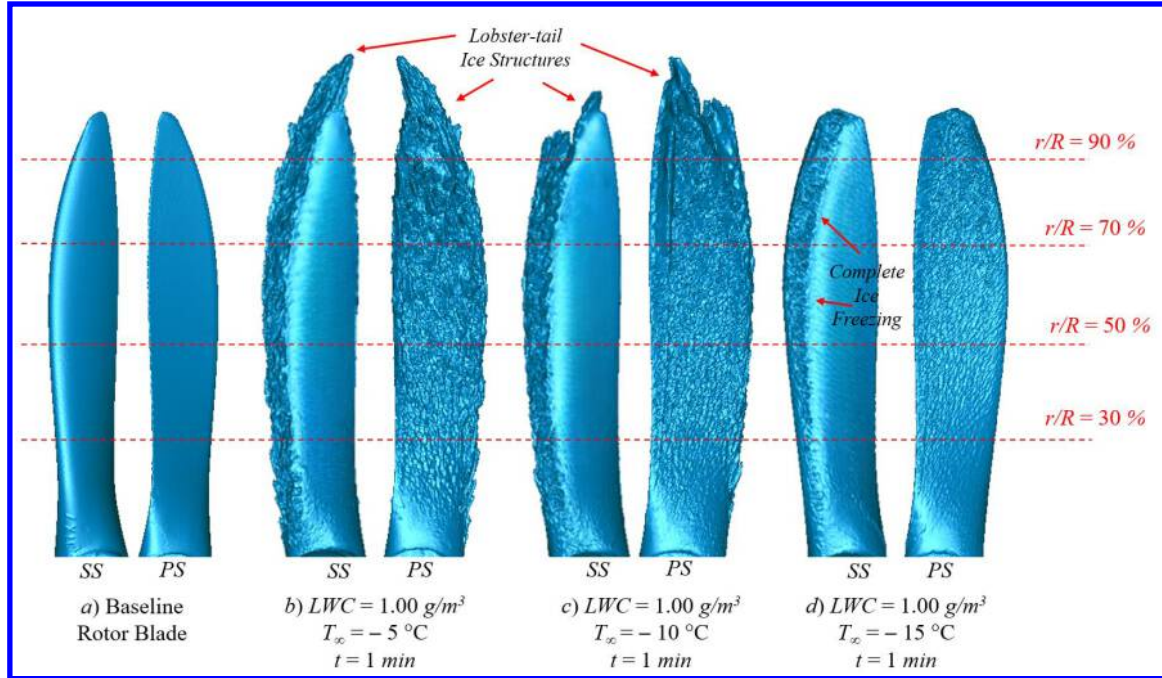 Lobster-tail
Ice Structures
r/R = 90 %
r/R = 70 %
Complete
Ice
Freezing
r/R = 50 %
r/R = 30 %
SS PS SS PS SS PS SS PS
a) Baseline
Rotor Blade
b) LWC = 1.00 g/m³
T∞ = – 5 °C
t = 1 min
c) LWC = 1.00 g/m³
T∞ = – 10 °C
t = 1 min
d) LWC = 1.00 g/m³
T∞ = – 15 °C
t = 1 min